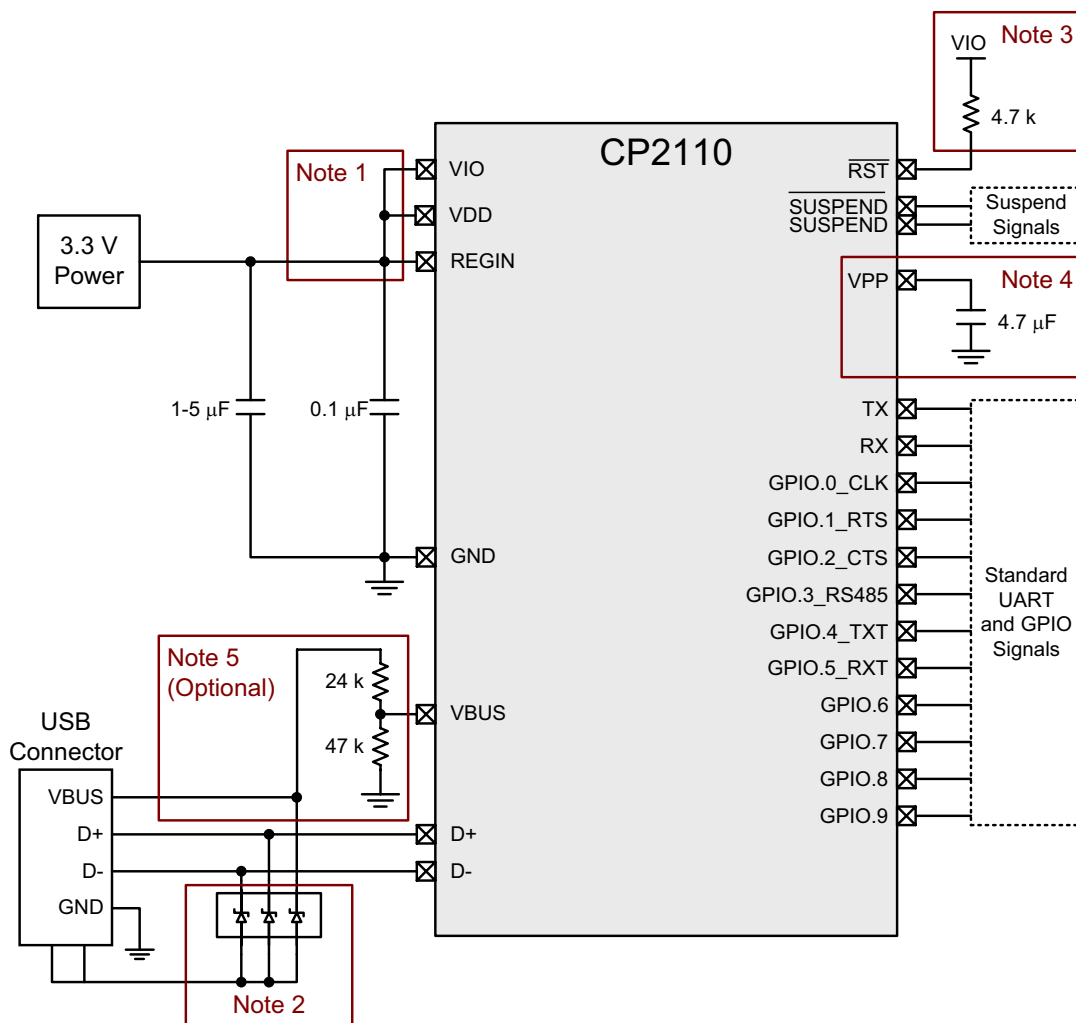 Note 3
VIO
4.7 k
CP2110
Note 1
VIO
RST
VDD
SUSPEND
SUSPEND
Suspend
Signals
3.3 V
Power
REGIN
VPP
Note 4
4.7 μF
1-5 μF
0.1 μF
TX
RX
GPIO.0_CLK
GPIO.1_RTS
GND
GPIO.2_CTS
GPIO.3_RS485
GPIO.4_TXT
GPIO.5_RXT
Standard
UART
and GPIO
Signals
Note 5
(Optional)
24 k
VBUS
47 k
GPIO.6
GPIO.7
GPIO.8
GPIO.9
USB
Connector
VBUS
D+
D-
GND
D+
D-
Note 2